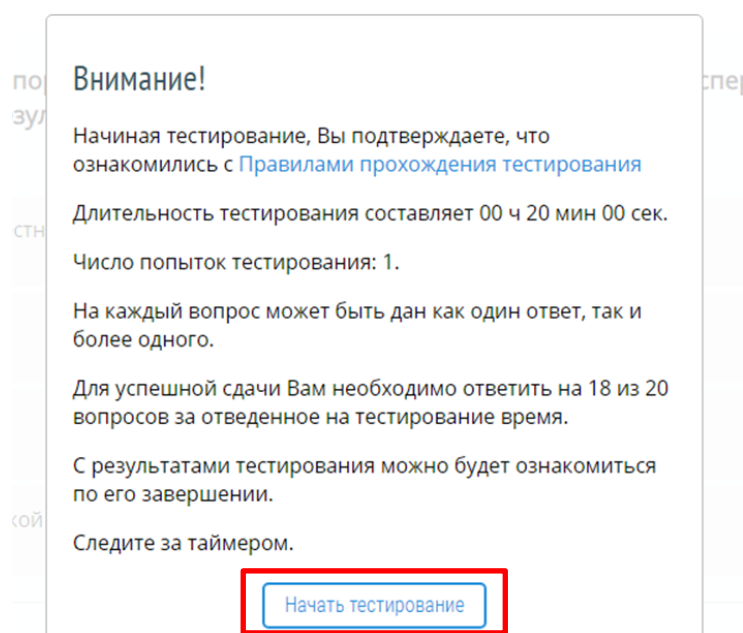 Внимание!
Начиная тестирование, Вы подтверждаете, что
ознакомились с Правилами прохождения тестирования
Длительность тестирования составляет 00 ч 20 мин 00 сек.
Число попыток тестирования: 1.
На каждый вопрос может быть дан как один ответ, так и
более одного.
Для успешной сдачи Вам необходимо ответить на 18 из 20
вопросов за отведенное на тестирование время.
С результатами тестирования можно будет ознакомиться
по его завершении.
Следите за таймером.
Начать тестирование